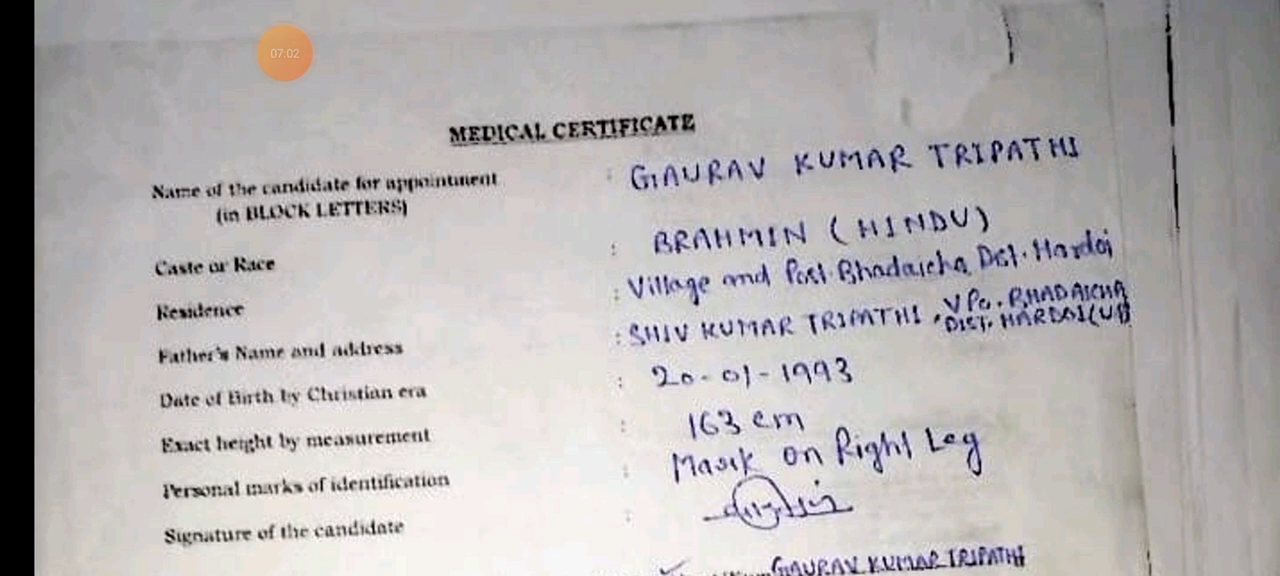 07:02
MEDICAL CERTIFICATE
Name of the candidate for appointment : GAURAV KUMAR TRIPATHI
(in BLOCK LETTERS)
Caste or Race : BRAHMIN (HINDU)
Residence : Village and Post. Bhadaicha, Dist. Hardoi
Father's Name and address : SHIV KUMAR TRIPATHI, VPo. BHADAICHA
DIST. HARDOI (UP)
Date of Birth by Christian era : 20-01-1993
Exact height by measurement : 163 cm
Personal marks of identification : Mark on Right Leg
Signature of the candidate :
GAURAV KUMAR TRIPATHI